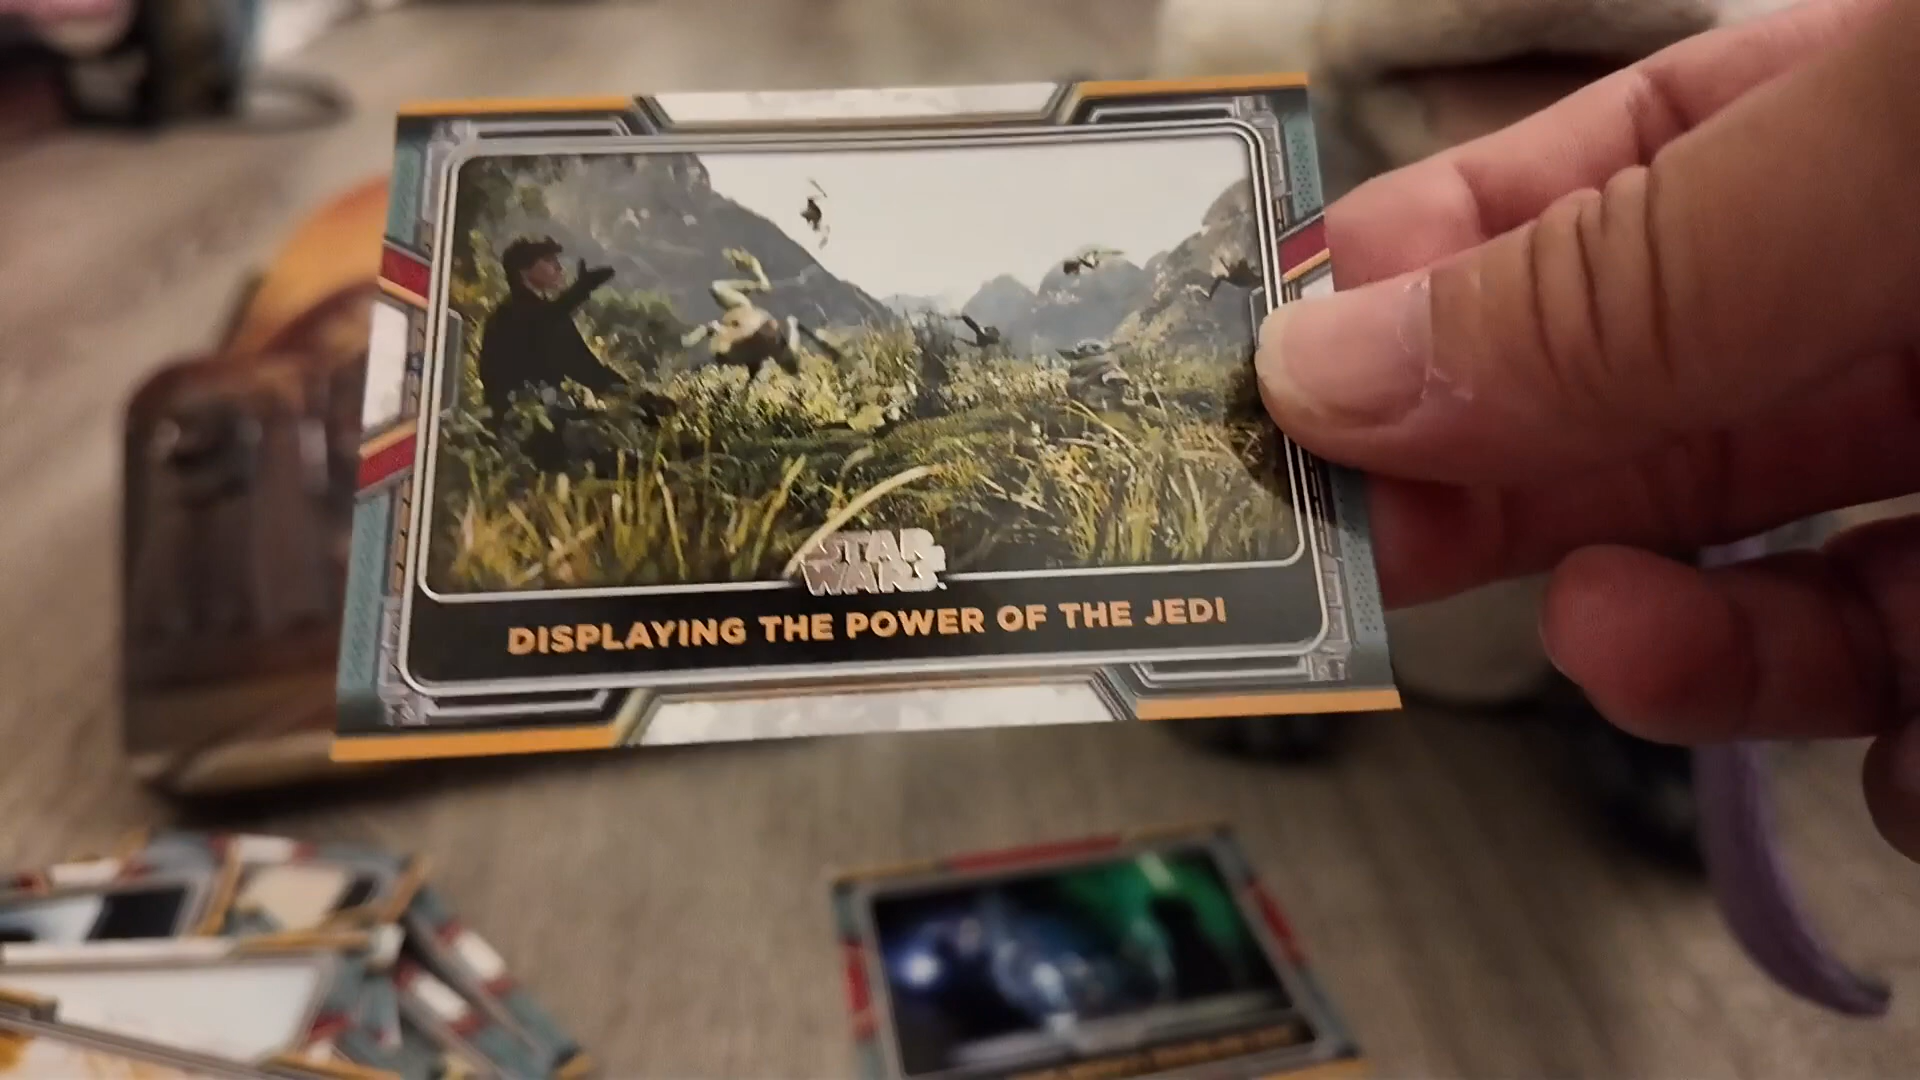 STAR
WARS
DISPLAYING THE POWER OF THE JEDI